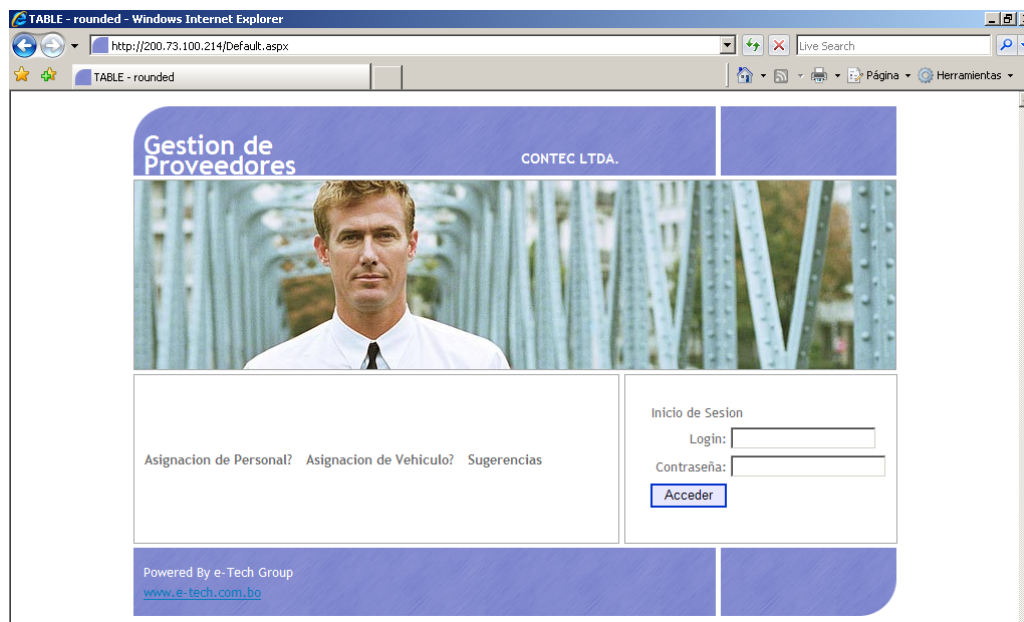 TABLE - rounded - Windows Internet Explorer
http://200.73.100.214/Default.aspx
Live Search
TABLE - rounded
Página
Herramientas
Gestion de
Proveedores
CONTEC LTDA.
Asignacion de Personal? Asignacion de Vehiculo? Sugerencias
Inicio de Sesion
Login:
Contraseña:
Acceder
Powered By e-Tech Group
www.e-tech.com.bo